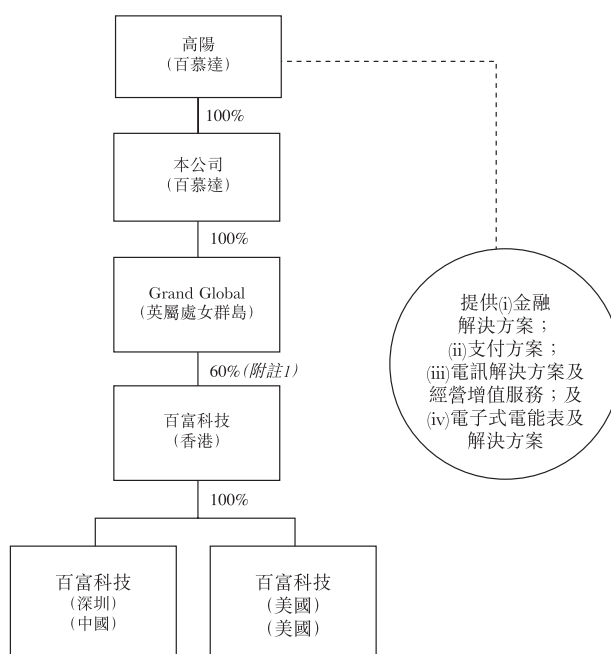 高陽
(百慕達)
100%
本公司
(百慕達)
100%
Grand Global
(英屬處女群島)
60%(附註1)
百富科技
(香港)
100%
百富科技
(深圳)
(中國)
百富科技
(美國)
(美國)
提供(i)金融
解決方案；
(ii)支付方案；
(iii)電訊解決方案及
經營增值服務；及
(iv)電子式電能表及
解決方案